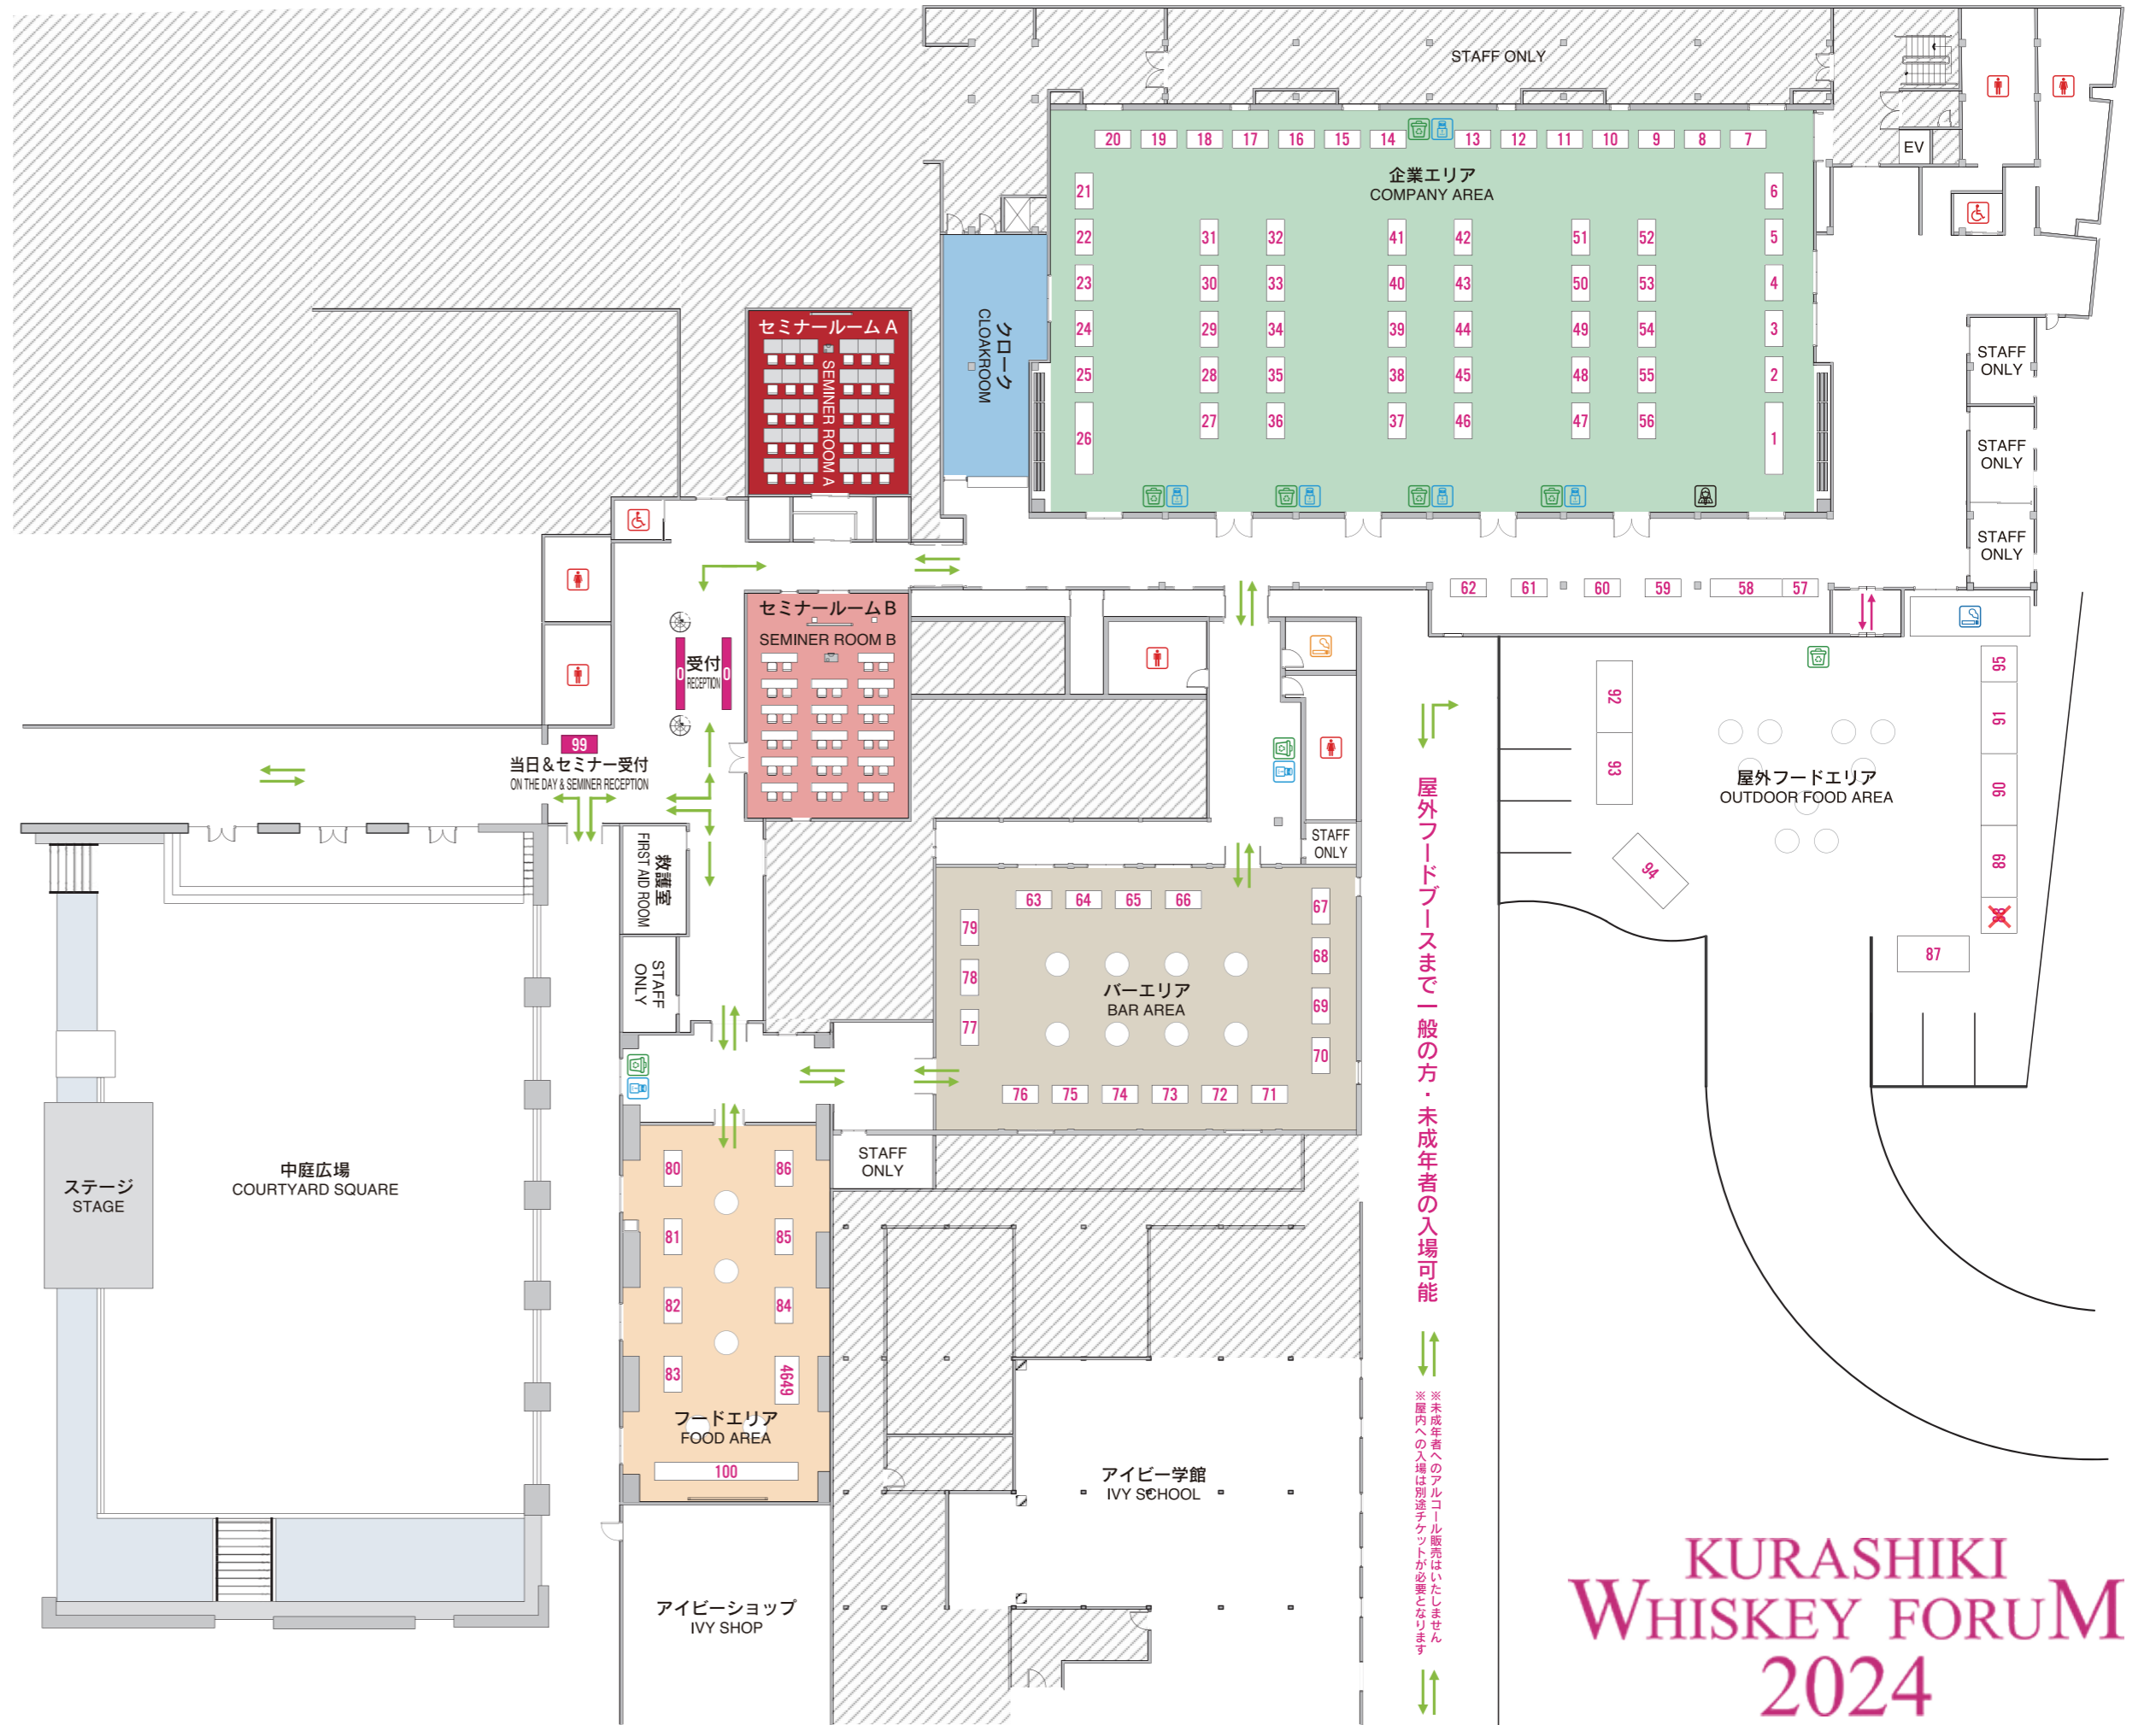 STAFF ONLY
EV
20 19 18 17 16 15 14 13 12 11 10 9 8 7
企業エリア
COMPANY AREA
21
22
23
24
25
26
31
30
29
28
27
32
33
34
35
36
41
40
39
38
37
42
43
44
45
46
51
50
49
48
47
52
53
54
55
56
6
5
4
3
2
1
クローク
CLOAKROOM
セミナールーム A
SEMINER ROOM A
STAFF
ONLY
STAFF
ONLY
STAFF
ONLY
62 61 60 59 58 57
セミナールーム B
SEMINER ROOM B
0
受付
RECEPTION
0
99
当日&セミナー受付
ON THE DAY & SEMINER RECEPTION
救護室
FIRST AID ROOM
STAFF
ONLY
STAFF
ONLY
63 64 65 66
67
68
69
70
79
78
77
バーエリア
BAR AREA
76 75 74 73 72 71
STAFF
ONLY
92
93
94
95
91
90
89
88
87
屋外フードエリア
OUTDOOR FOOD AREA
屋外フードブースまで一般の方・未成年者の入場可能
※未成年者へのアルコール販売はいたしません
※屋内への入場は別途チケットが必要となります
ステージ
STAGE
中庭広場
COURTYARD SQUARE
80
81
82
83
86
85
84
4649
フードエリア
FOOD AREA
100
アイビーショップ
IVY SHOP
アイビー学館
IVY SCHOOL
KURASHIKI
WHISKEY FORUM
2024